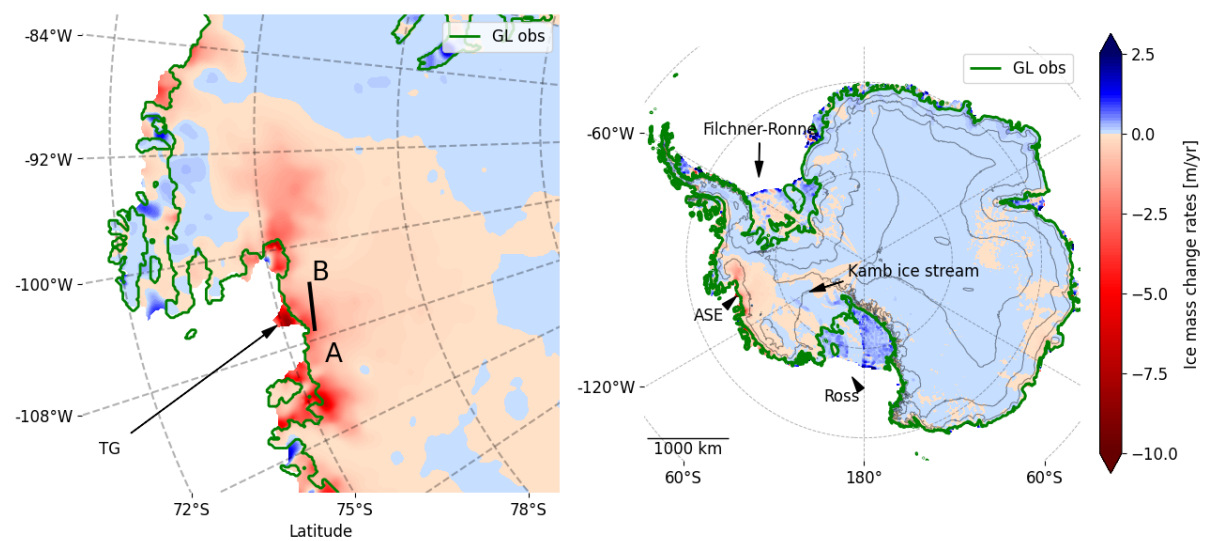 -84°W
-92°W
-100°W
-108°W
GL obs
B
A
TG
72°S
75°S
78°S
Latitude
GL obs
-60°W
Filchner-Ronne
Kamb ice stream
ASE
-120°W
Ross
1000 km
60°S
180°
60°S
2.5
0.0
−2.5
−5.0
−7.5
−10.0
Ice mass change rates [m/yr]